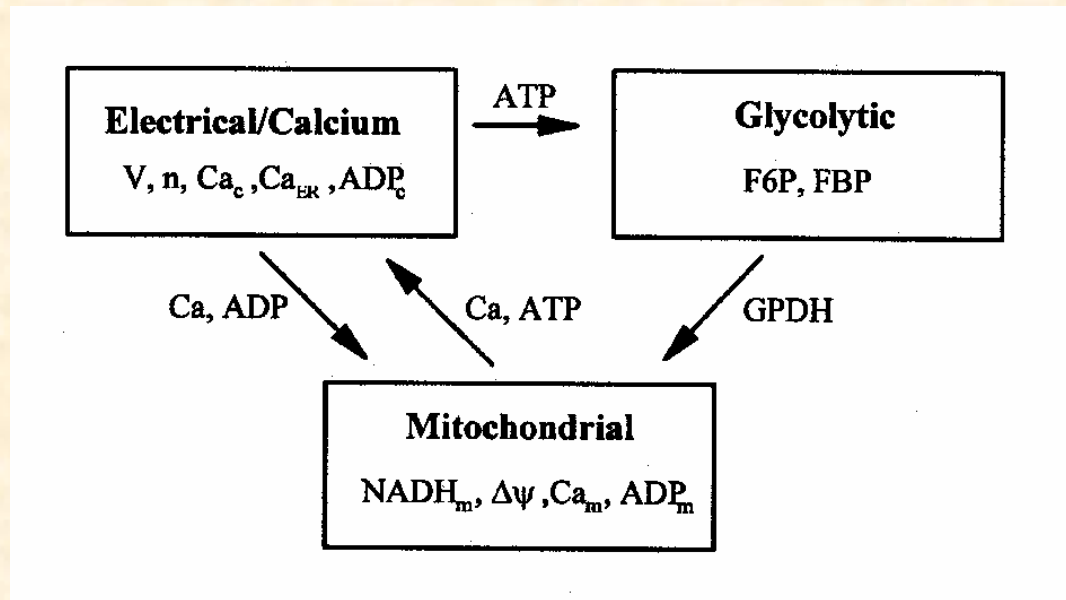 Electrical/Calcium
V, n, Ca_c ,Ca_ER ,ADP_c
ATP
Glycolytic
F6P, FBP
Ca, ADP
Ca, ATP
GPDH
Mitochondrial
NADH_m, Δψ ,Ca_m, ADP_m